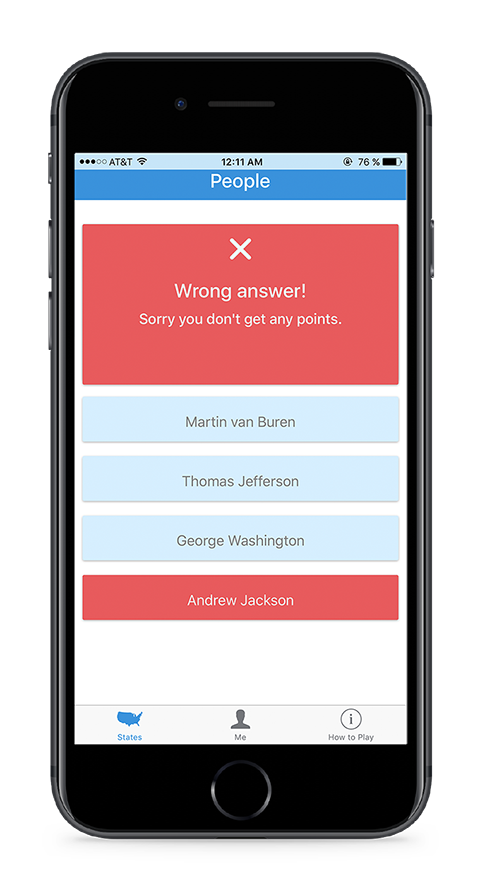 AT&T 12:11 AM 76 %
People
Wrong answer!
Sorry you don't get any points.
Martin van Buren
Thomas Jefferson
George Washington
Andrew Jackson
States Me How to Play